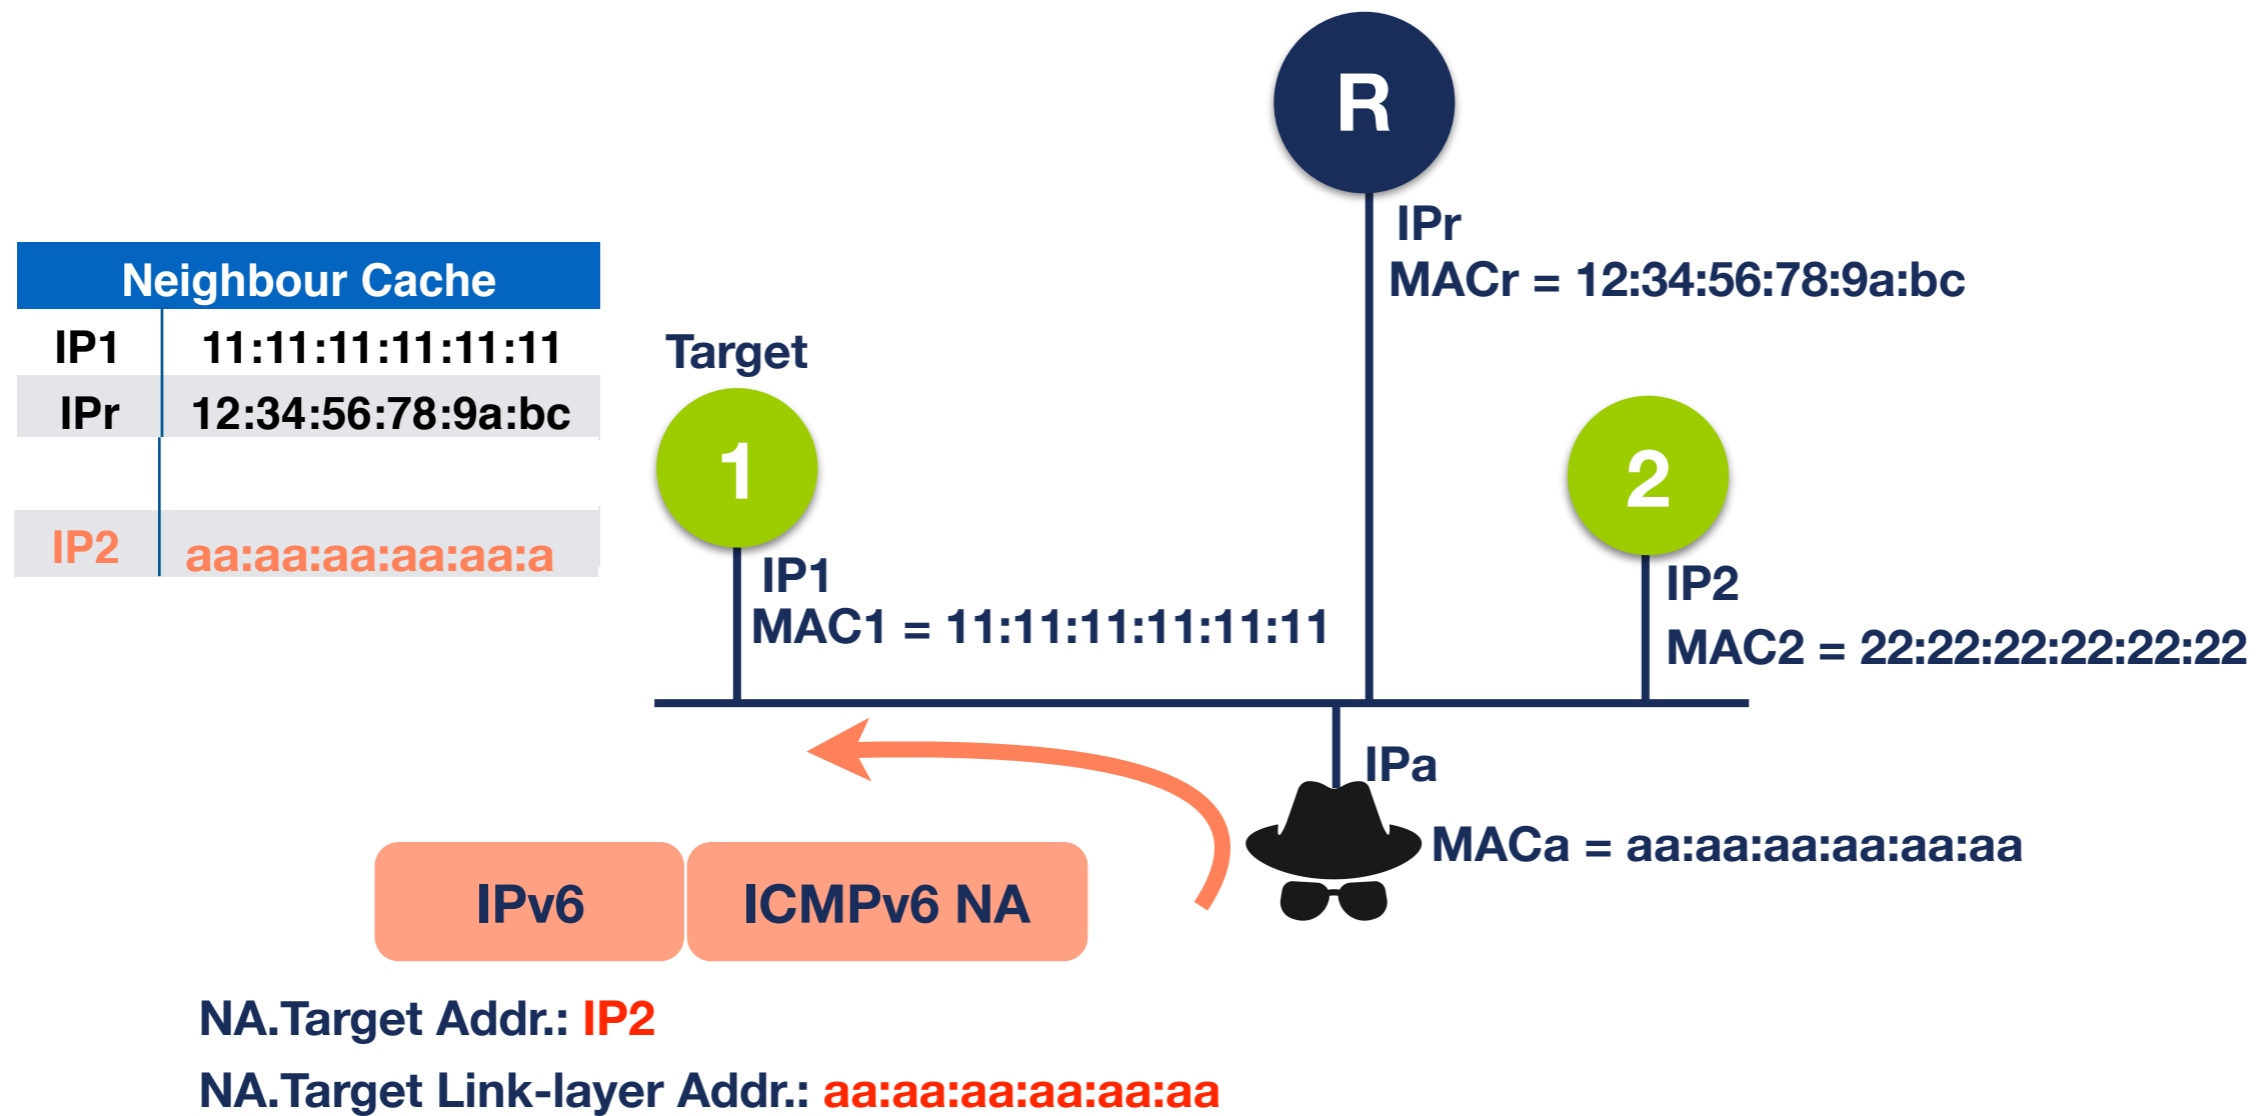 R
IPr
MACr = 12:34:56:78:9a:bc
Neighbour Cache
IP1 11:11:11:11:11:11
IPr 12:34:56:78:9a:bc
IP2 aa:aa:aa:aa:aa:a
Target
1
IP1
MAC1 = 11:11:11:11:11:11
2
IP2
MAC2 = 22:22:22:22:22:22
IPa
MACa = aa:aa:aa:aa:aa:aa
IPv6 ICMPv6 NA
NA.Target Addr.: IP2
NA.Target Link-layer Addr.: aa:aa:aa:aa:aa:aa